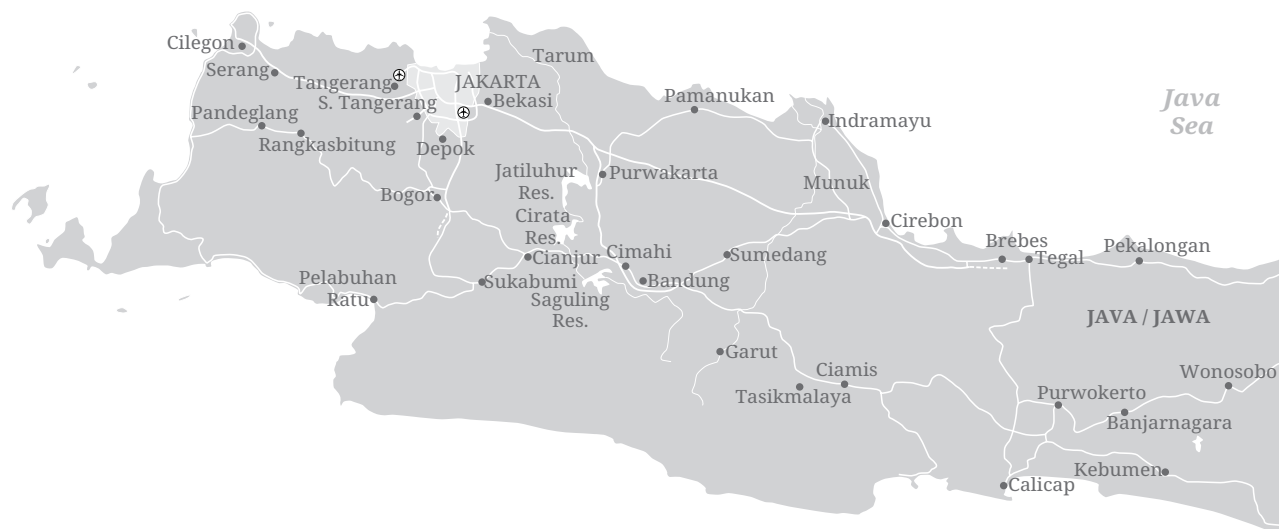 Cilegon
Tarum
Serang
Tangerang
JAKARTA
S. Tangerang
Bekasi
Pamanukan
Java
Sea
Pandeglang
Indramayu
Rangkasbitung
Depok
Jatiluhur
Res.
Purwakarta
Munuk
Bogor
Cirata
Res.
Cirebon
Cianjur
Cimahi
Sumedang
Brebes
Tegal
Pekalongan
Pelabuhan
Ratu
Sukabumi
Bandung
Saguling
Res.
JAVA / JAWA
Garut
Ciamis
Tasikmalaya
Wonosobo
Purwokerto
Banjarnagara
Kebumen
Calicap